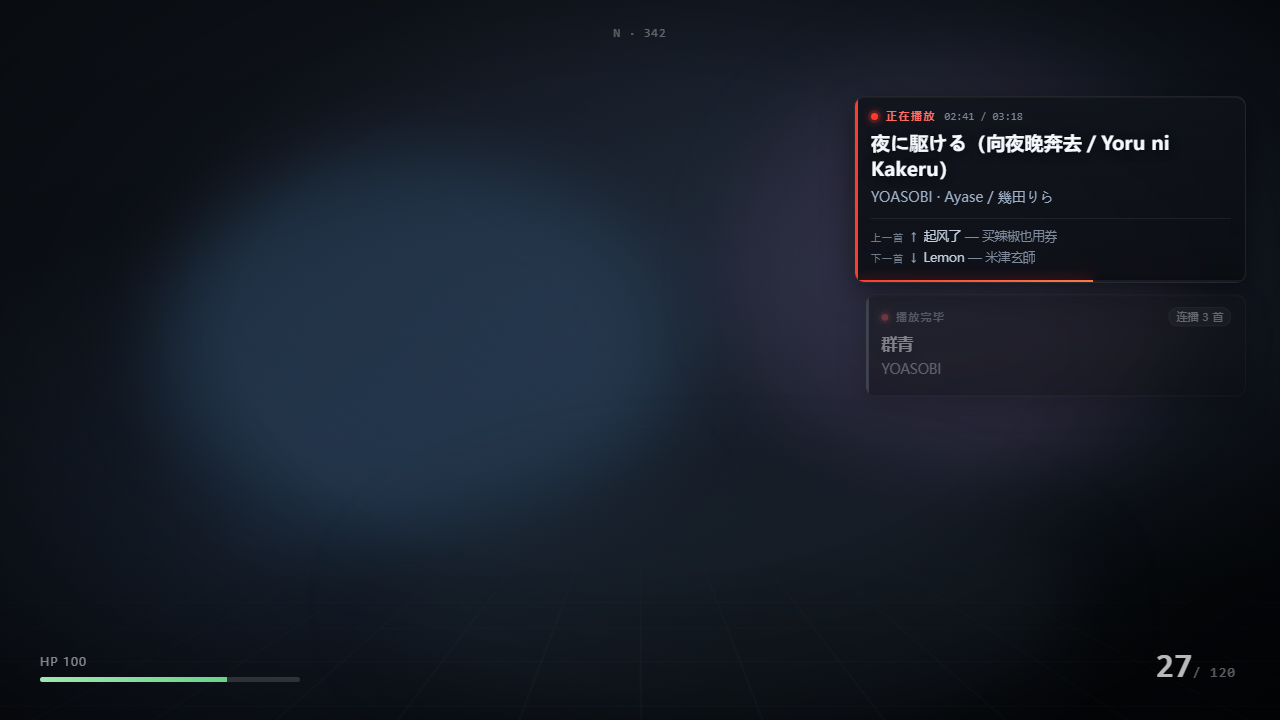 N · 342
正在播放 02:41 / 03:18
夜に駆ける（向夜晚奔去 / Yoru ni
Kakeru）
YOASOBI · Ayase / 幾田りら
上一首 ↑ 起风了 — 买辣椒也用券
下一首 ↓ Lemon — 米津玄師
播放完毕 连播 3 首
群青
YOASOBI
HP 100
27 / 120